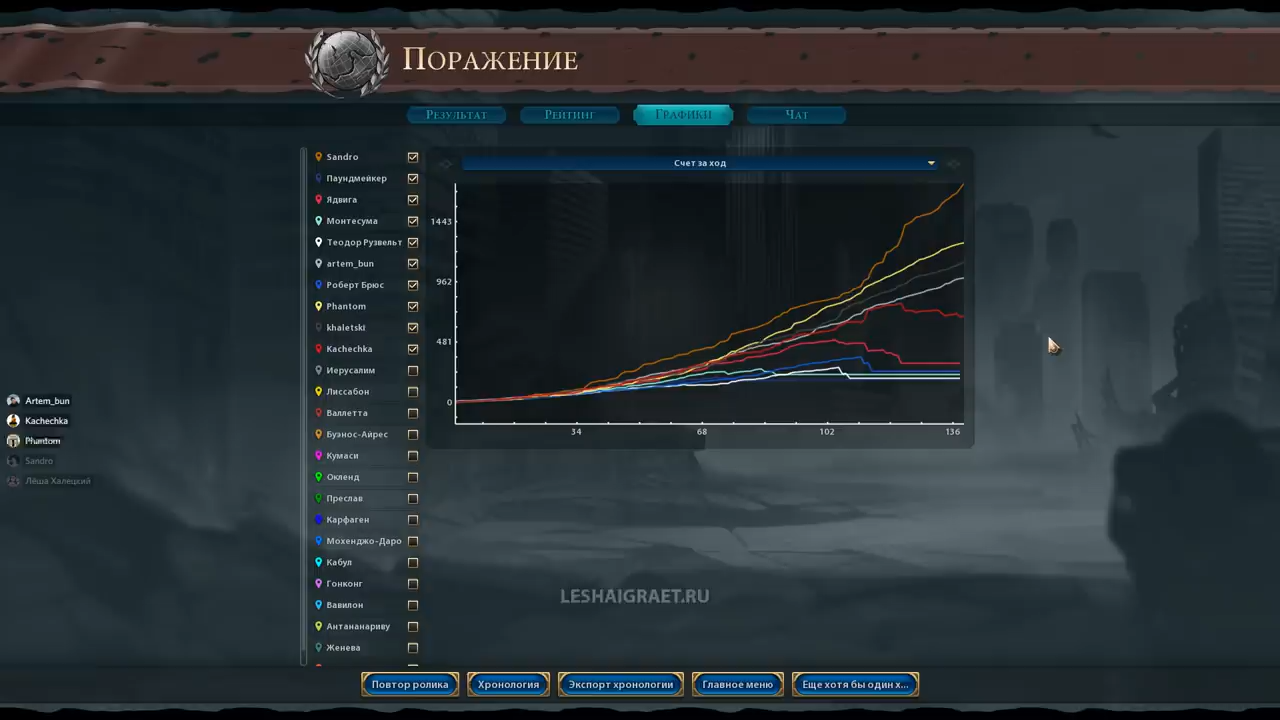 Поражение
Результат
Рейтинг
Графики
Чат
Счет за ход
Sandro
Паундмейкер
Ядвига
Монтесума
Теодор Рузвельт
artem_bun
Роберт Брюс
Phantom
khaletski
Kachechka
Иерусалим
Лиссабон
Валлетта
Буэнос-Айрес
Кумаси
Окленд
Преслав
Карфаген
Мохенджо-Даро
Кабул
Гонконг
Вавилон
Антананариву
Женева
1443
962
481
0
34
68
102
136
Artem_bun
Kachechka
Phantom
Sandro
Лёша Халецкий
LESHAIGRAET.RU
Повтор ролика
Хронология
Экспорт хронологии
Главное меню
Еще хотя бы один х...